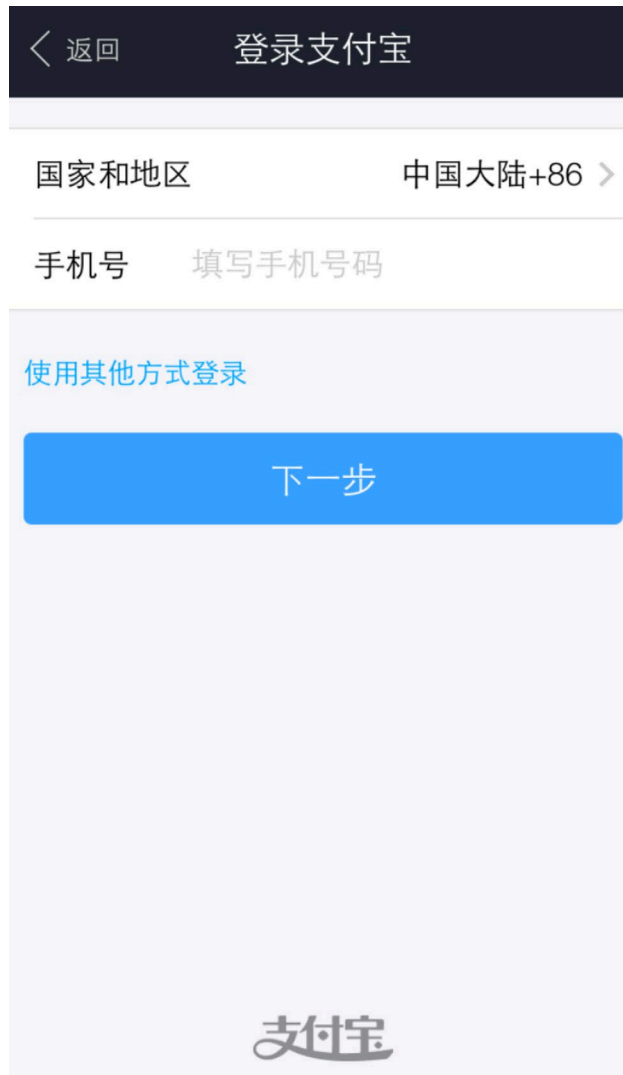 返回 登录支付宝
国家和地区 中国大陆+86
手机号 填写手机号码
使用其他方式登录
下一步
支付宝